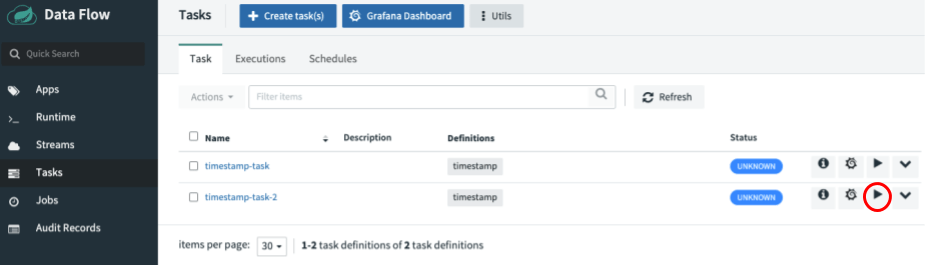 Data Flow
Quick Search
Apps
Runtime
Streams
Tasks
Jobs
Audit Records
Tasks
Create task(s)
Grafana Dashboard
Utils
Task Executions Schedules
Actions Filter items Refresh
Name Description Definitions Status
timestamp-task timestamp UNKNOWN
timestamp-task-2 timestamp UNKNOWN
items per page: 30 1-2 task definitions of 2 task definitions